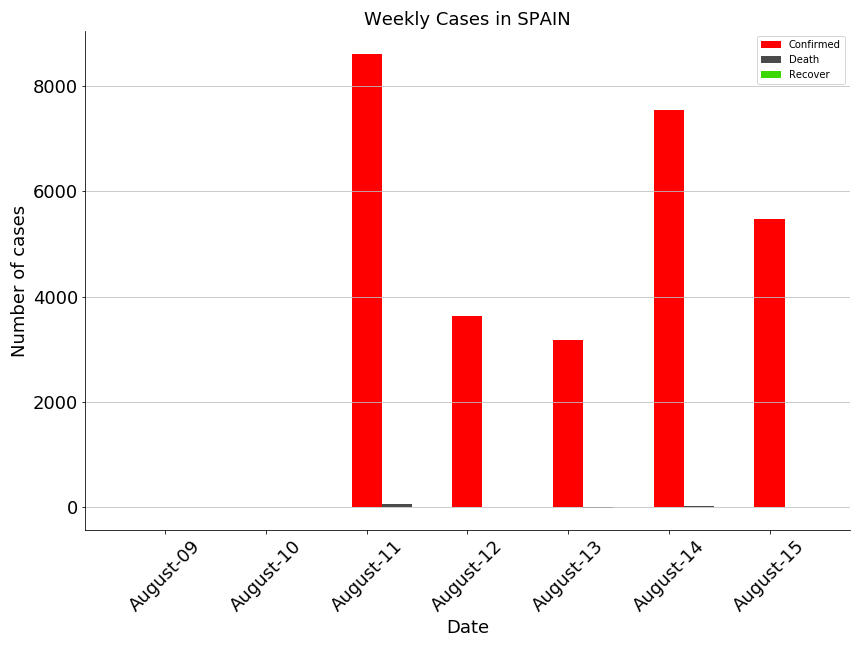 Weekly Cases in SPAIN
Confirmed
Death
Recover
Number of cases
8000
6000
4000
2000
0
August-09
August-10
August-11
August-12
August-13
August-14
August-15
Date